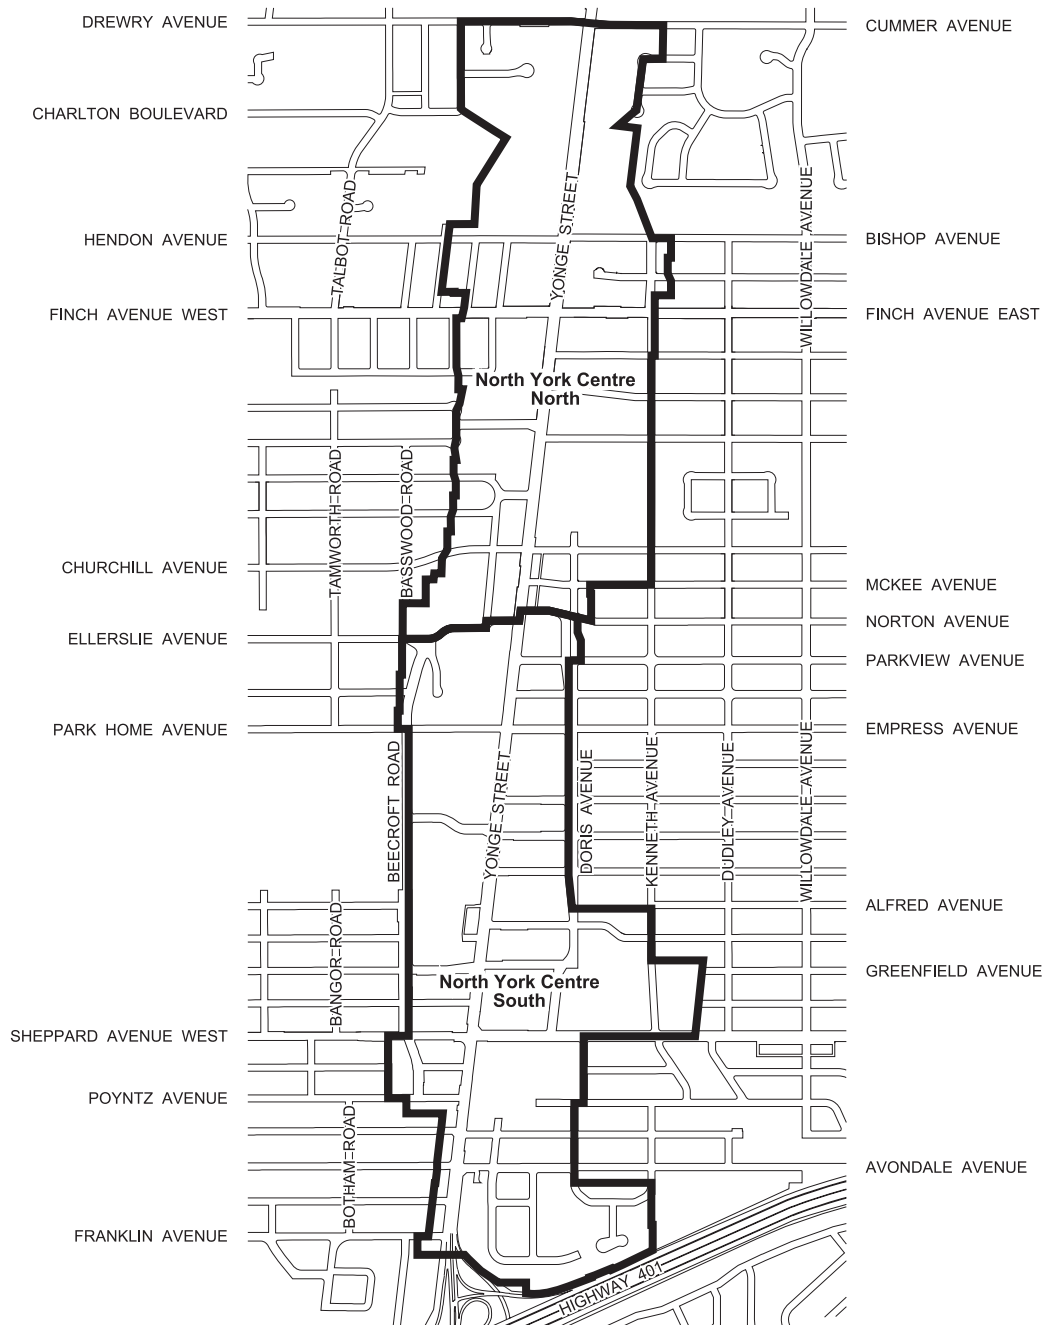 DREWRY AVENUE
CUMMER AVENUE
CHARLTON BOULEVARD
TALBOT ROAD
YONGE STREET
WILLOWDALE AVENUE
HENDON AVENUE
BISHOP AVENUE
FINCH AVENUE WEST
FINCH AVENUE EAST
North York Centre
North
TAMWORTH ROAD
BASSWOOD ROAD
CHURCHILL AVENUE
MCKEE AVENUE
NORTON AVENUE
ELLERSLIE AVENUE
PARKVIEW AVENUE
PARK HOME AVENUE
EMPRESS AVENUE
BEECROFT ROAD
YONGE STREET
DORIS AVENUE
KENNETH AVENUE
DUDLEY AVENUE
WILLOWDALE AVENUE
ALFRED AVENUE
BANGOR ROAD
GREENFIELD AVENUE
North York Centre
South
SHEPPARD AVENUE WEST
POYNTZ AVENUE
BOTHAM ROAD
AVONDALE AVENUE
FRANKLIN AVENUE
HIGHWAY 401